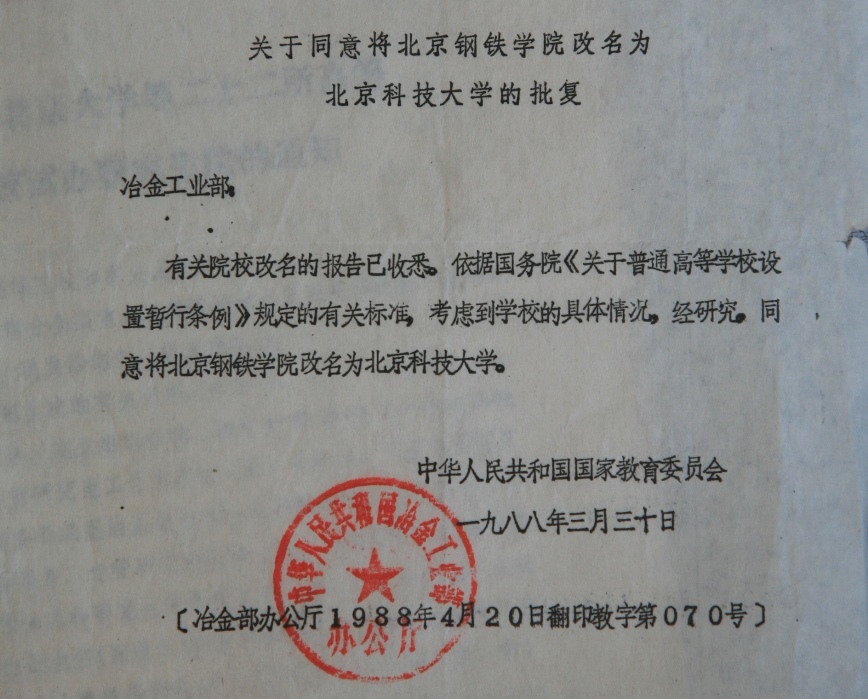 关于同意将北京钢铁学院改名为
北京科技大学的批复
冶金工业部。
有关院校改名的报告已收悉。依据国务院《关于普通高等学校设
置暂行条例》规定的有关标准，考虑到学校的具体情况，经研究。同
意将北京钢铁学院改名为北京科技大学。
中华人民共和国国家教育委员会
一九八八年三月三十日
中华人民共和国冶金工业部
〔冶金部办公厅1988年4月20日翻印教字第070号〕
办公厅